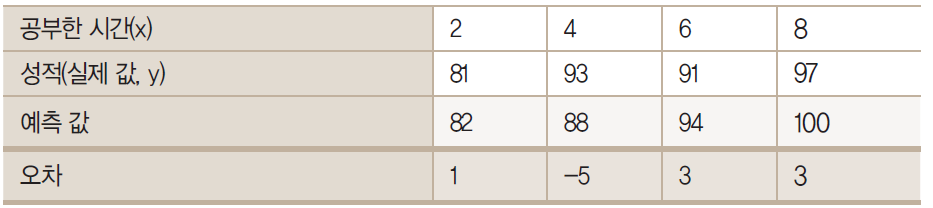 공부한 시간(x) 2 4 6 8
성적(실제 값, y) 81 93 91 97
예측 값 82 88 94 100
오차 1 -5 3 3